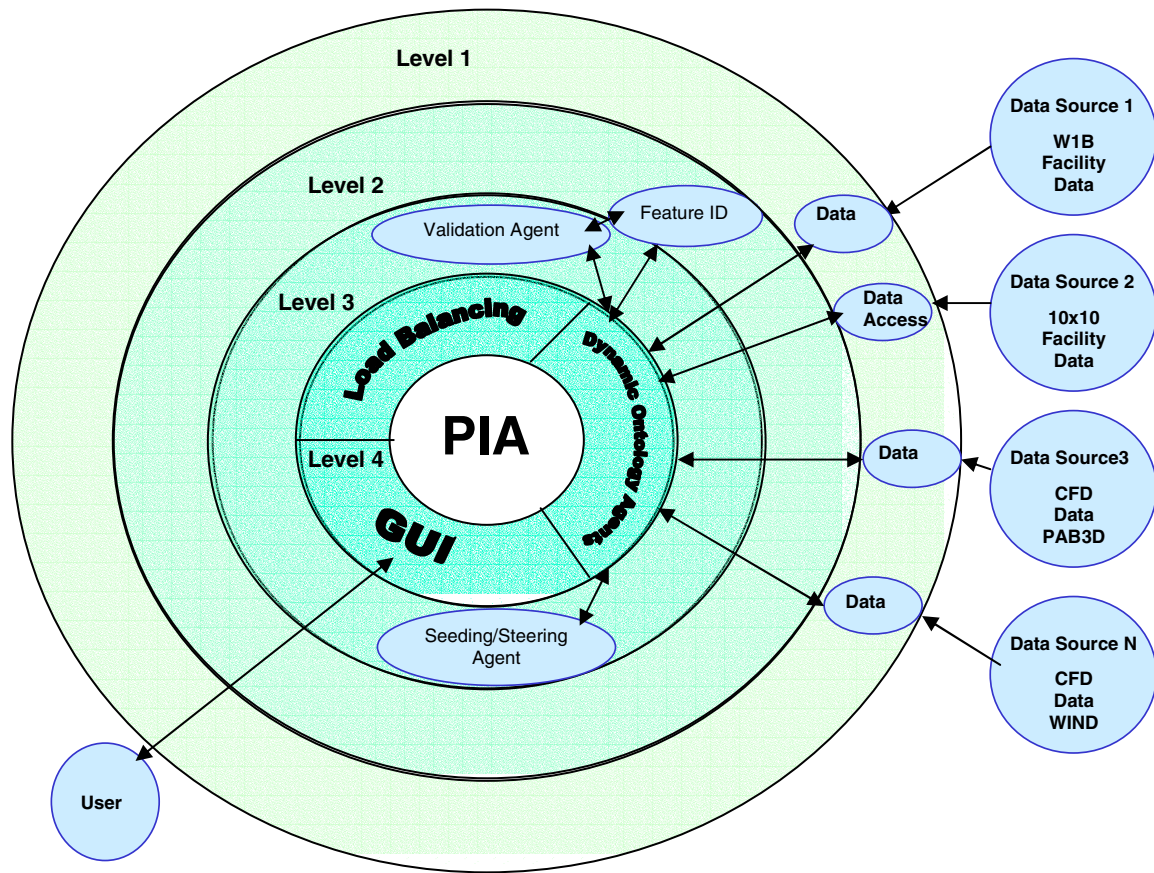 Level 1
Data Source 1
W1B
Facility
Data
Level 2
Validation Agent
Feature ID
Data
Data Source 2
10x10
Facility
Data
Level 3
Load Balancing
Data
Access
Dynamic Ontology Agents
PIA
Level 4
GUI
Data
Data Source3
CFD
Data
PAB3D
Data
Seeding/Steering
Agent
Data Source N
CFD
Data
WIND
User